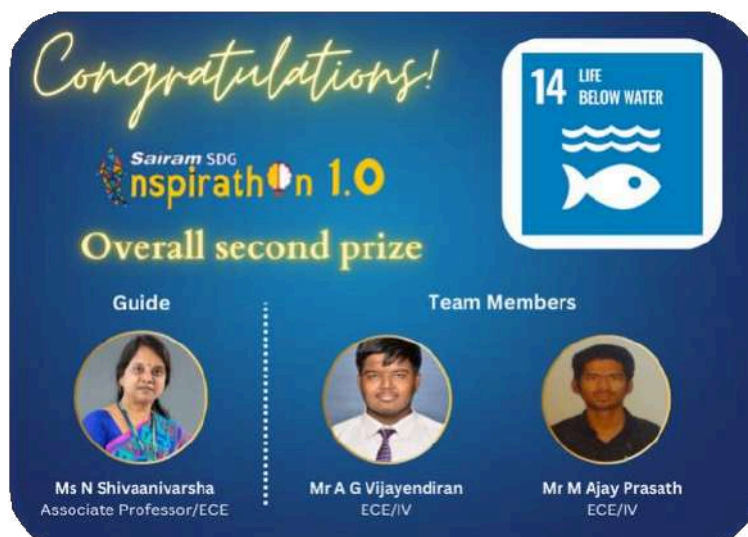 Congratulations!
14 LIFE
BELOW WATER
Sairam SDG
Inspirathon 1.0
Overall second prize
Guide
Team Members
Ms N Shivaanivarsha
Associate Professor/ECE
Mr A G Vijayendiran
ECE/IV
Mr M Ajay Prasath
ECE/IV